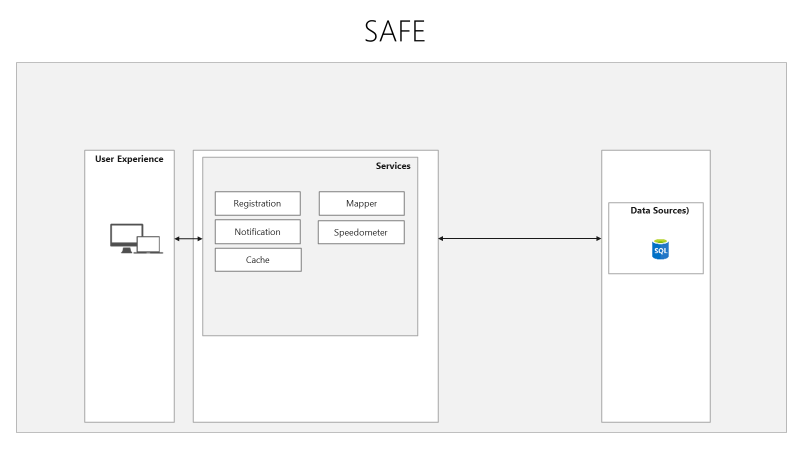 SAFE
User Experience
Services
Registration
Mapper
Notification
Speedometer
Cache
Data Sources)
SQL